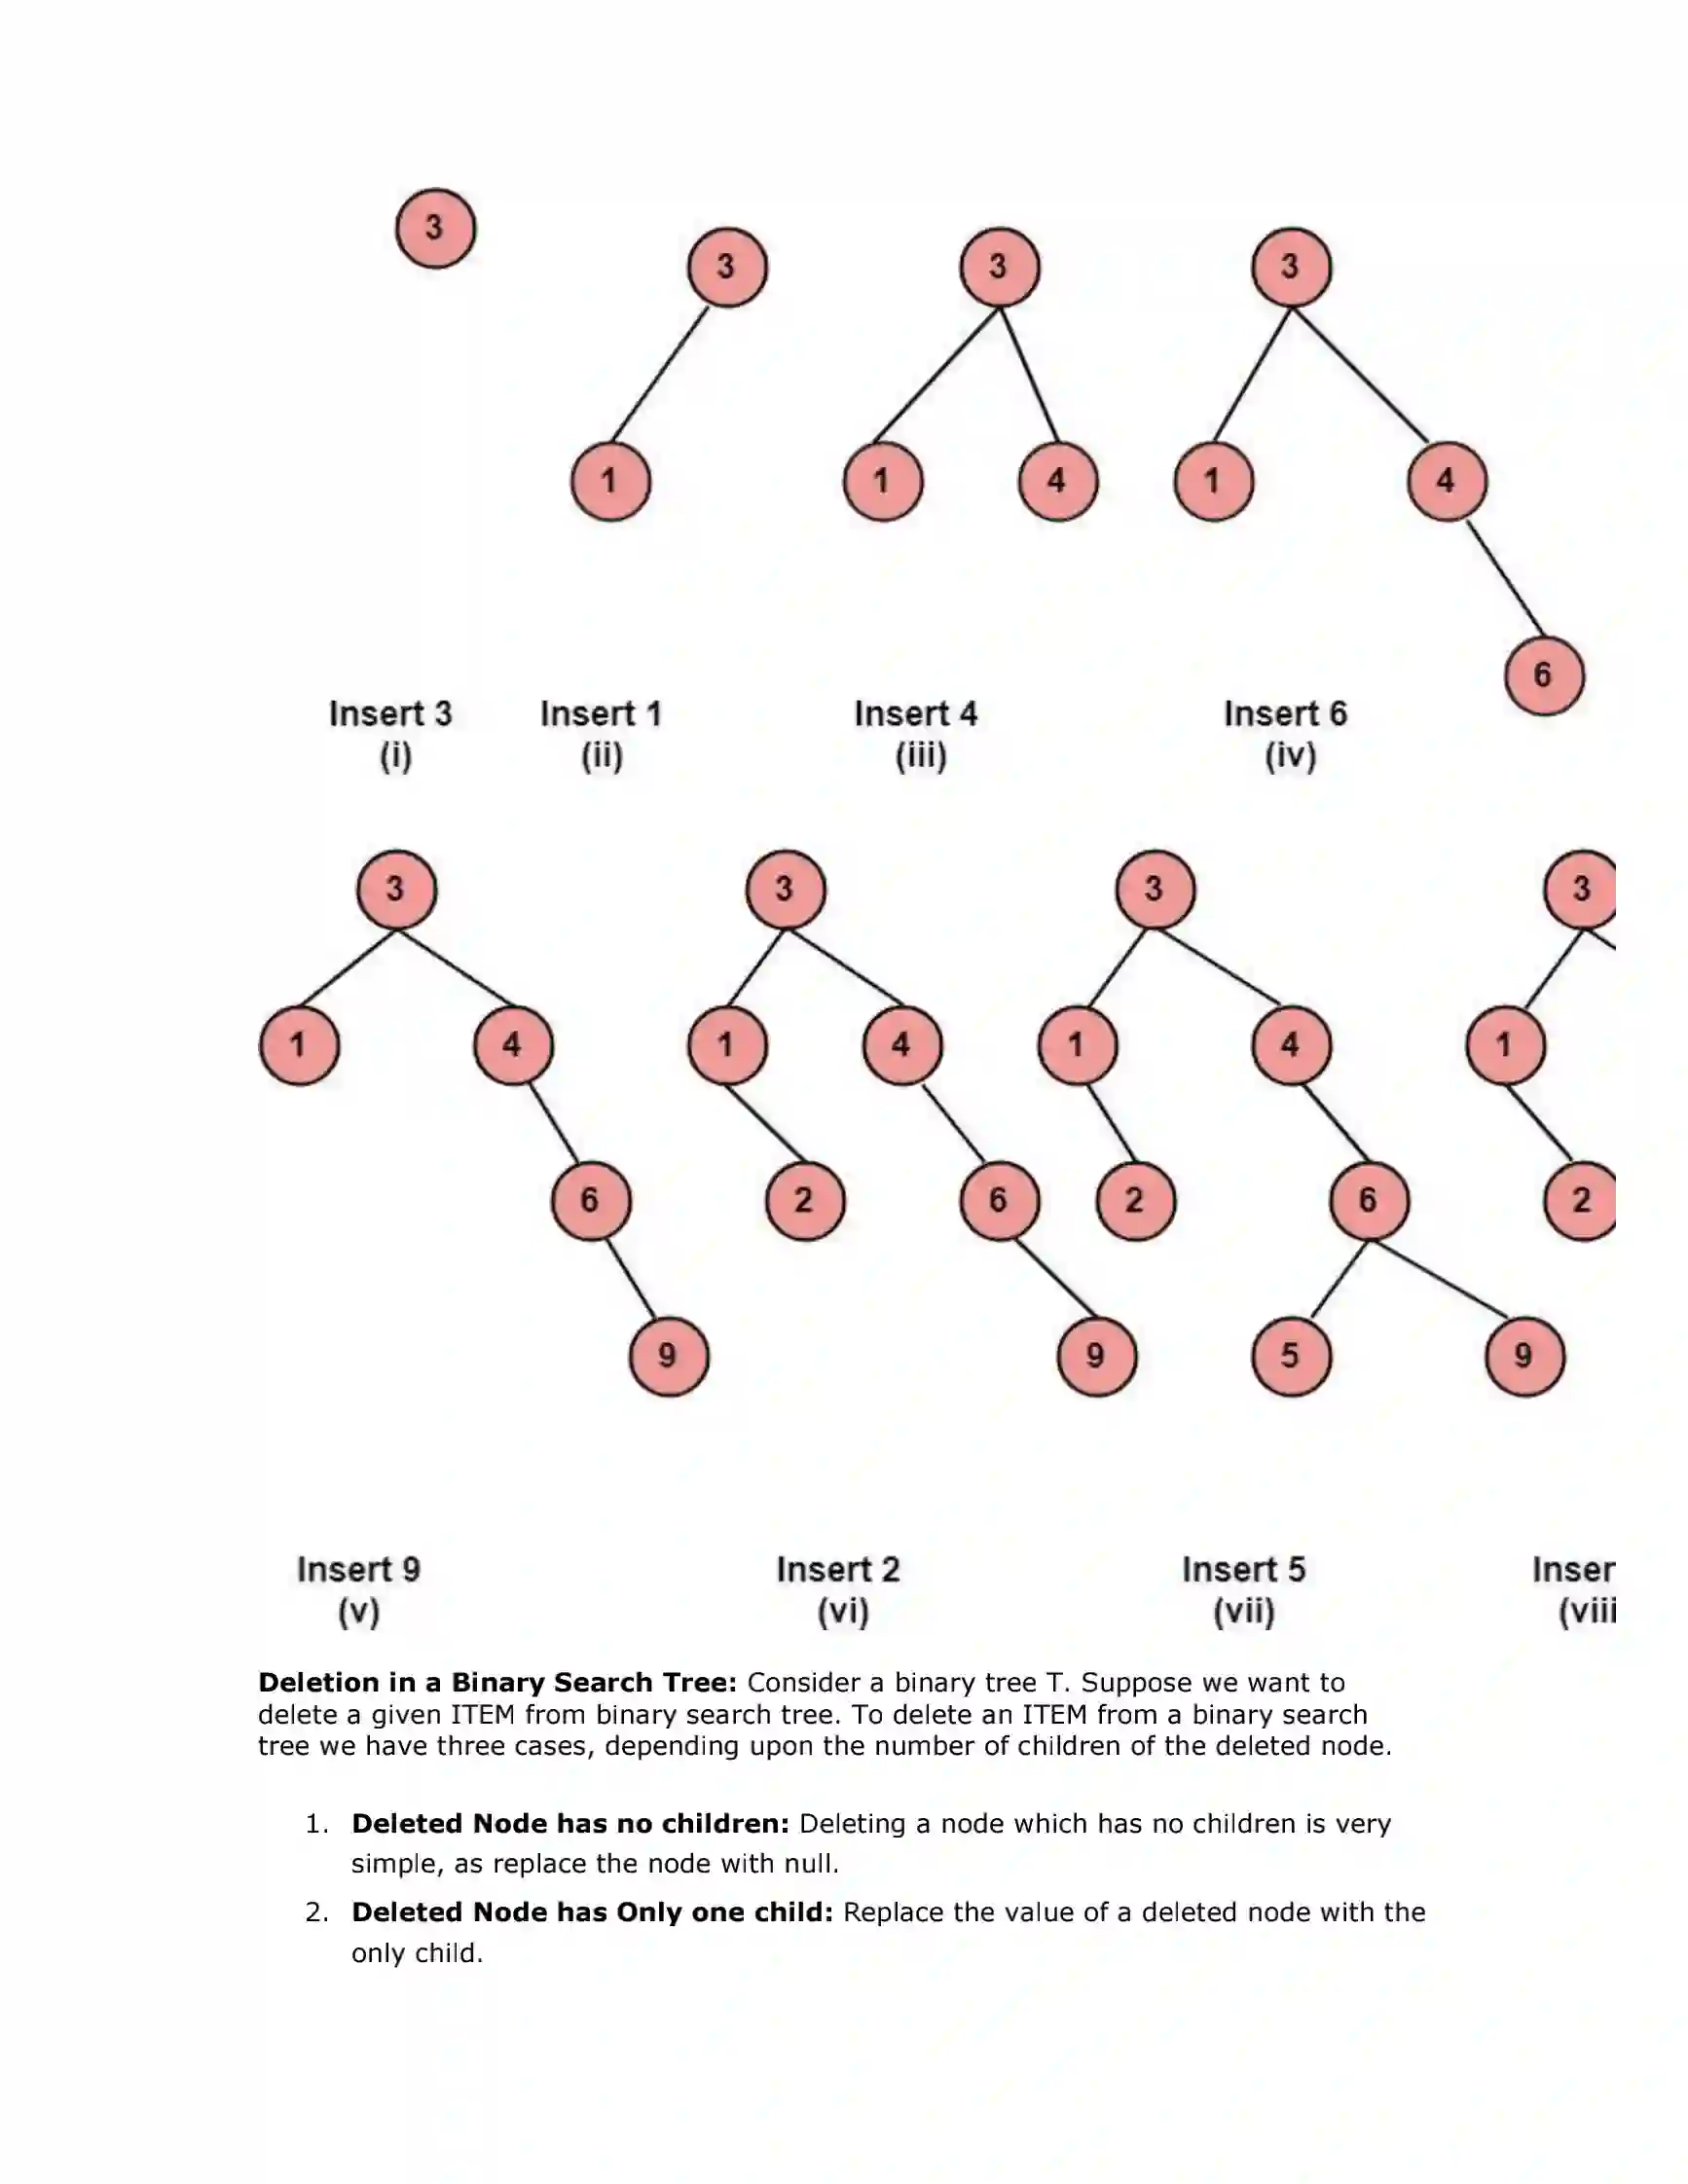 3
3
3
3
1
1
4
1
4
6
Insert 3
Insert 1
Insert 4
Insert 6
(i)
(ii)
(iii)
(iv)
3
3
3
3
1
4
1
4
1
4
1
6
2
6
2
6
2
9
9
5
9
Insert 9
Insert 2
Insert 5
Inser
(v)
(vi)
(vii)
(viii
Deletion in a Binary Search Tree: Consider a binary tree T. Suppose we want to
delete a given ITEM from binary search tree. To delete an ITEM from a binary search
tree we have three cases, depending upon the number of children of the deleted node.
1. Deleted Node has no children: Deleting a node which has no children is very
simple, as replace the node with null.
2. Deleted Node has Only one child: Replace the value of a deleted node with the
only child.